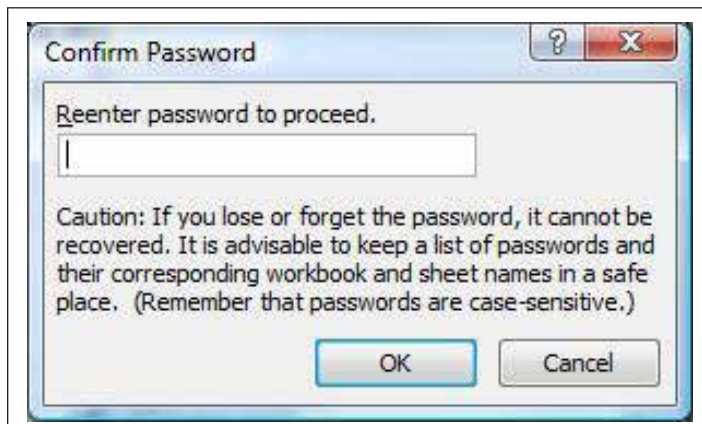 Confirm Password
Reenter password to proceed.
Caution: If you lose or forget the password, it cannot be
recovered. It is advisable to keep a list of passwords and
their corresponding workbook and sheet names in a safe
place.  (Remember that passwords are case-sensitive.)
OK
Cancel